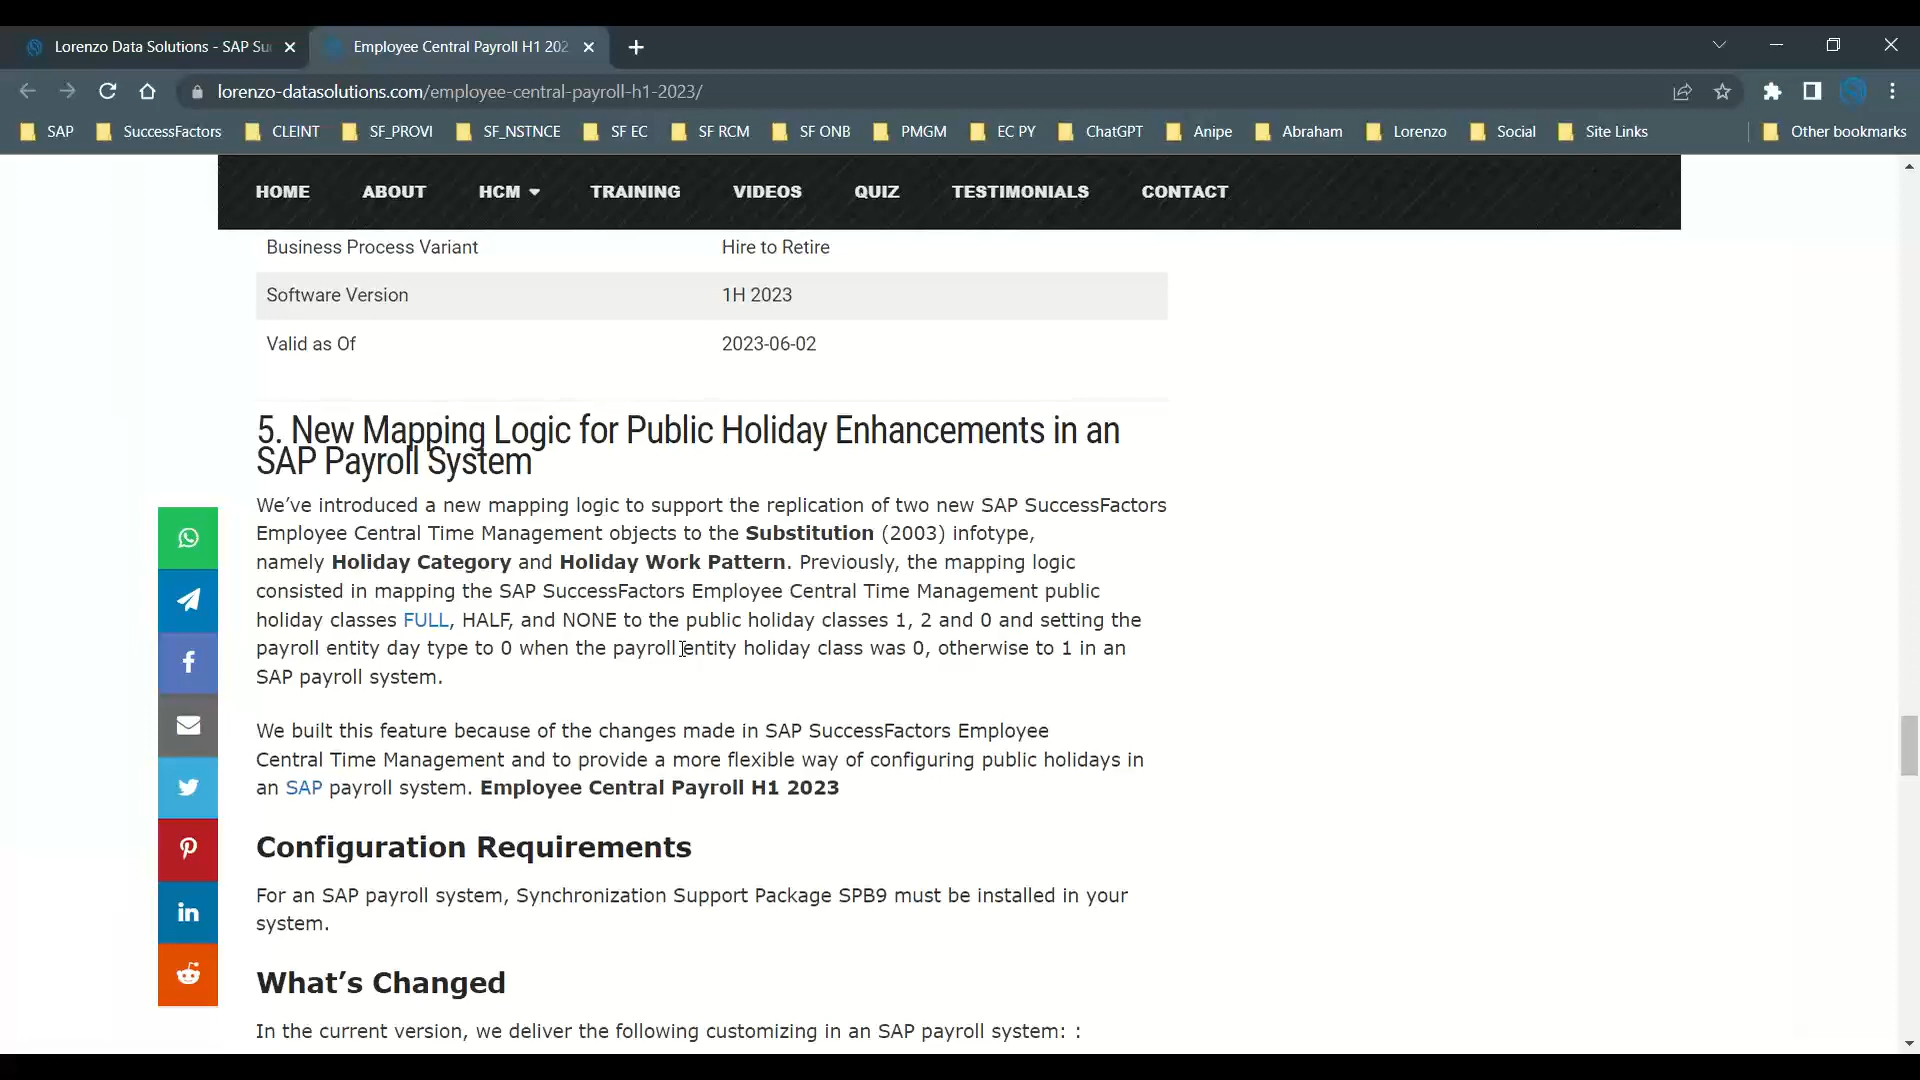 Lorenzo Data Solutions - SAP Su
Employee Central Payroll H1 202
lorenzo-datasolutions.com/employee-central-payroll-h1-2023/
SAP SuccessFactors CLEINT SF_PROVI SF_NSTNCE SF EC SF RCM SF ONB PMGM EC PY ChatGPT Anipe Abraham Lorenzo Social Site Links Other bookmarks
HOME ABOUT HCM TRAINING VIDEOS QUIZ TESTIMONIALS CONTACT
Business Process Variant Hire to Retire
Software Version 1H 2023
Valid as Of 2023-06-02
5. New Mapping Logic for Public Holiday Enhancements in an
SAP Payroll System
We’ve introduced a new mapping logic to support the replication of two new SAP SuccessFactors
Employee Central Time Management objects to the Substitution (2003) infotype,
namely Holiday Category and Holiday Work Pattern. Previously, the mapping logic
consisted in mapping the SAP SuccessFactors Employee Central Time Management public
holiday classes FULL, HALF, and NONE to the public holiday classes 1, 2 and 0 and setting the
payroll entity day type to 0 when the payroll entity holiday class was 0, otherwise to 1 in an
SAP payroll system.
We built this feature because of the changes made in SAP SuccessFactors Employee
Central Time Management and to provide a more flexible way of configuring public holidays in
an SAP payroll system. Employee Central Payroll H1 2023
Configuration Requirements
For an SAP payroll system, Synchronization Support Package SPB9 must be installed in your
system.
What’s Changed
In the current version, we deliver the following customizing in an SAP payroll system: :